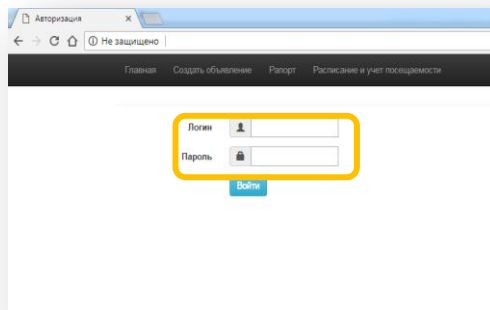 Авторизация
Не защищено
Главная Создать объявление Рапорт Расписание и учет посещаемости
Логин
Пароль
Войти